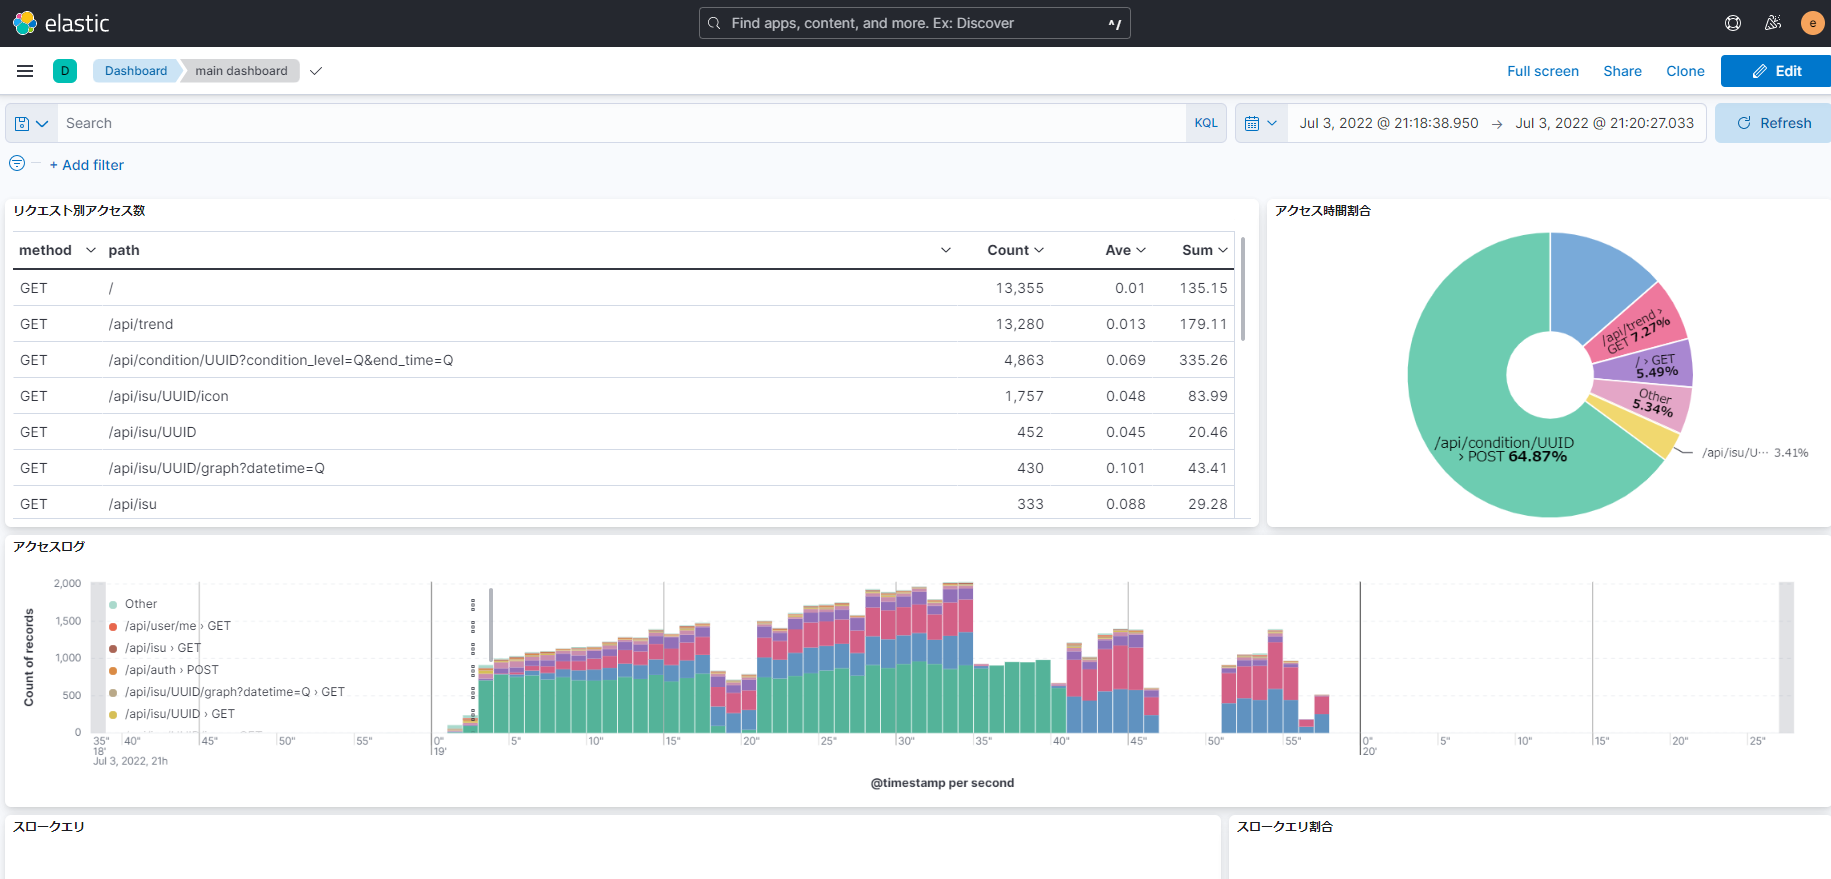 elastic
Find apps, content, and more. Ex: Discover
^/
e
D
Dashboard
main dashboard
Full screen
Share
Clone
Edit
Search
KQL
Jul 3, 2022 @ 21:18:38.950 → Jul 3, 2022 @ 21:20:27.033
Refresh
+ Add filter
リクエスト別アクセス数
method path Count Ave Sum
GET / 13,355 0.01 135.15
GET /api/trend 13,280 0.013 179.11
GET /api/condition/UUID?condition_level=Q&end_time=Q 4,863 0.069 335.26
GET /api/isu/UUID/icon 1,757 0.048 83.99
GET /api/isu/UUID 452 0.045 20.46
GET /api/isu/UUID/graph?datetime=Q 430 0.101 43.41
GET /api/isu 333 0.088 29.28
アクセス時間割合
/api/trend ›
GET 7.27%
/ › GET
5.49%
Other
5.34%
/api/isu/U··· 3.41%
/api/condition/UUID
› POST 64.87%
アクセスログ
Count of records
2,000
1,500
1,000
500
0
Other
/api/user/me › GET
/api/isu › GET
/api/auth › POST
/api/isu/UUID/graph?datetime=Q › GET
/api/isu/UUID › GET
35" 40" 45" 50" 55" 0" 5" 10" 15" 20" 25" 30" 35" 40" 45" 50" 55" 0" 5" 10" 15" 20" 25"
18' 19' 20'
Jul 3, 2022, 21h
@timestamp per second
スロークエリ
スロークエリ割合